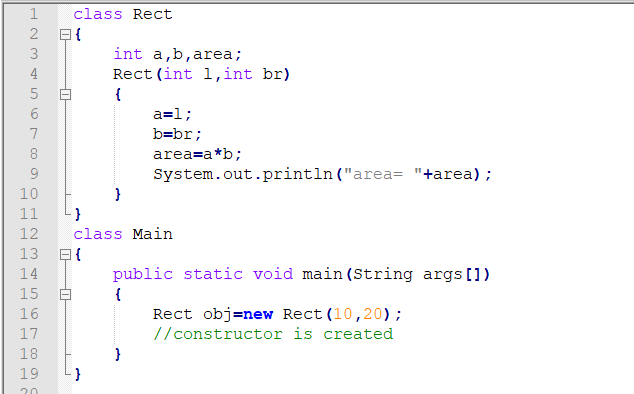 1 class Rect
2 {
3 int a,b,area;
4 Rect(int l,int br)
5 {
6 a=l;
7 b=br;
8 area=a*b;
9 System.out.println("area= "+area);
10 }
11 }
12 class Main
13 {
14 public static void main(String args[])
15 {
16 Rect obj=new Rect(10,20);
17 //constructor is created
18 }
19 }
20